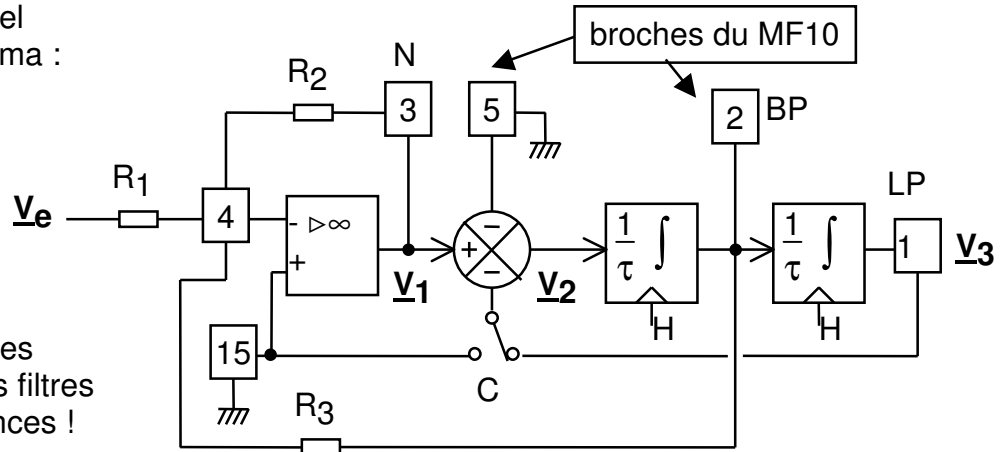 el
ma :
broches du MF10
N
R2
3
5
2 BP
R1
LP
Ve
4
- ▷∞
+
+ − −
1/τ ∫
1/τ ∫
1
V3
V1
V2
H
H
15
C
es
s filtres
nces !
R3